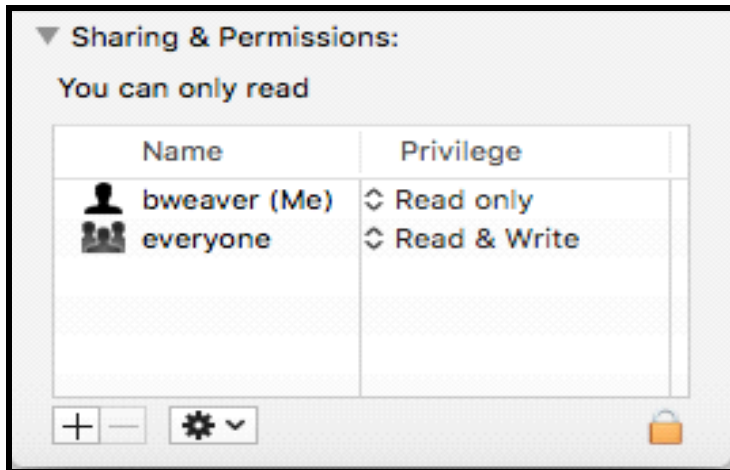 Sharing & Permissions:
You can only read
Name Privilege
bweaver (Me) Read only
everyone Read & Write